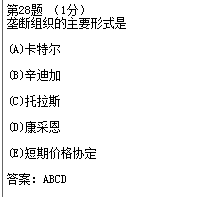 第28题 （1分）
垄断组织的主要形式是
(A)卡特尔
(B)辛迪加
(C)托拉斯
(D)康采恩
(E)短期价格协定
答案：ABCD